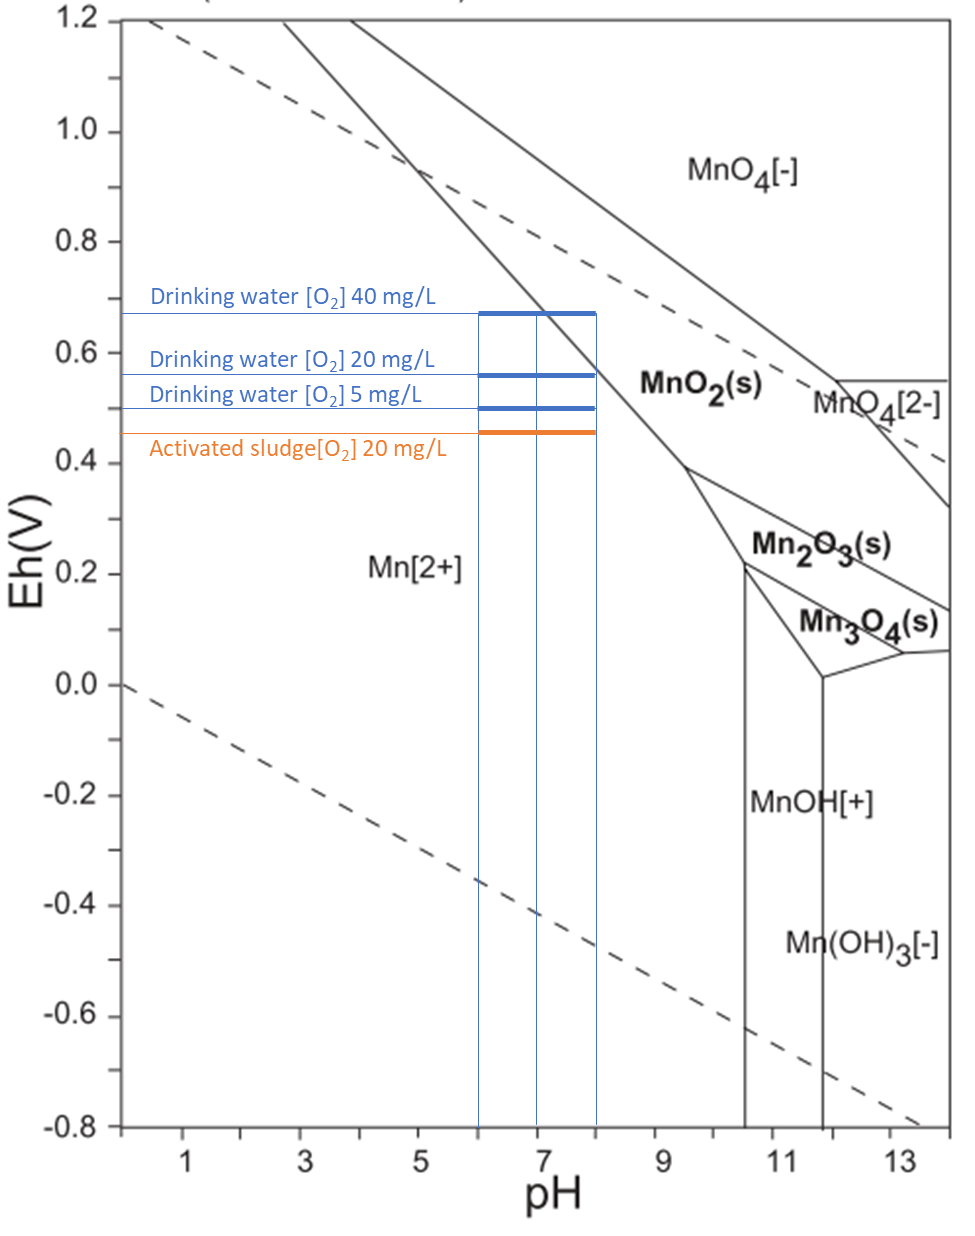 1.2
1.0
MnO4[-]
0.8
Drinking water [O2] 40 mg/L
0.6
Drinking water [O2] 20 mg/L
MnO2(s)
Drinking water [O2] 5 mg/L
MnO4[2-]
Activated sludge[O2] 20 mg/L
0.4
Eh(V)
Mn2O3(s)
Mn[2+]
0.2
Mn3O4(s)
0.0
-0.2
MnOH[+]
-0.4
Mn(OH)3[-]
-0.6
-0.8
1 3 5 7 9 11 13
pH